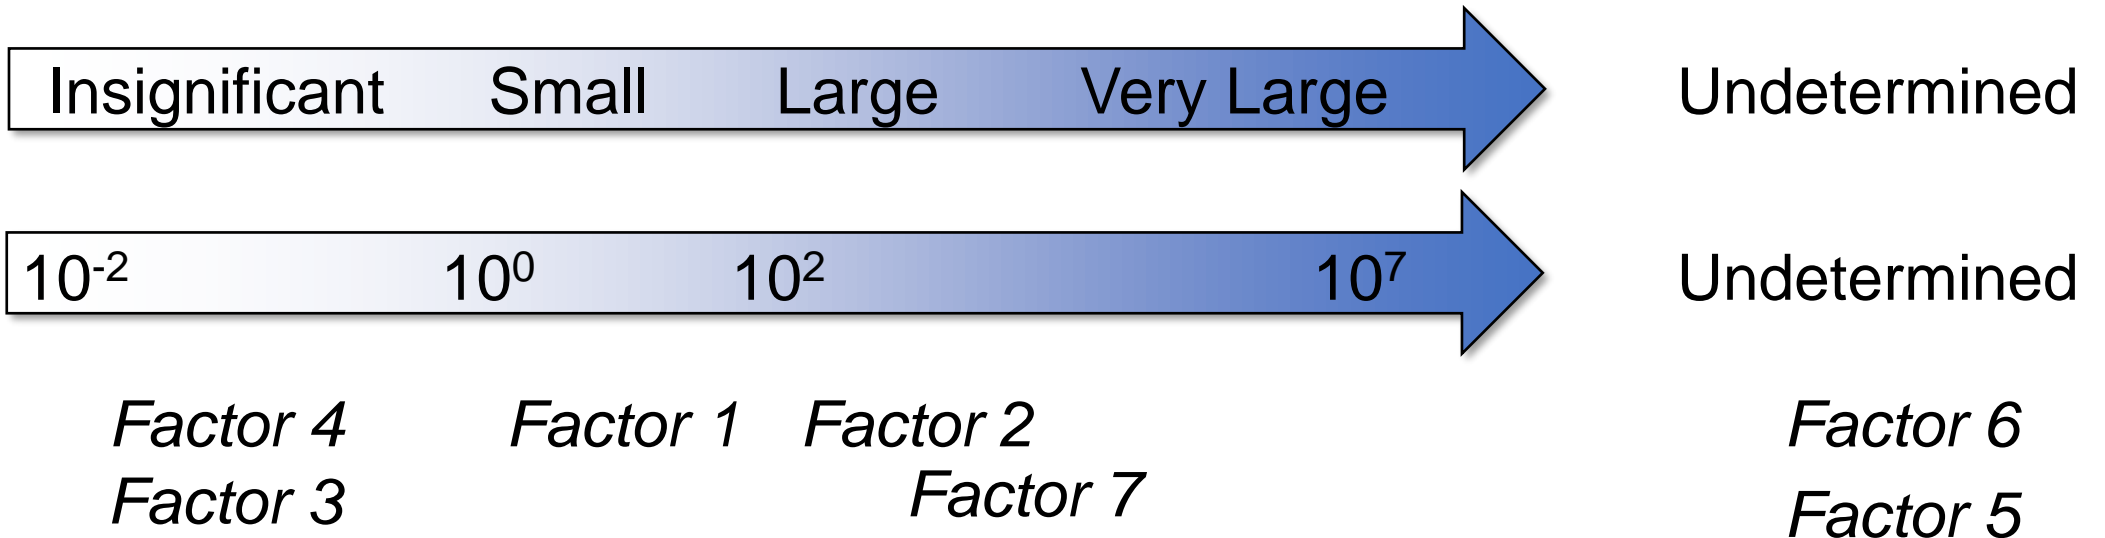 Insignificant Small Large Very Large Undetermined
10⁻² 10⁰ 10² 10⁷ Undetermined
Factor 4 Factor 1 Factor 2 Factor 6
Factor 3 Factor 7 Factor 5